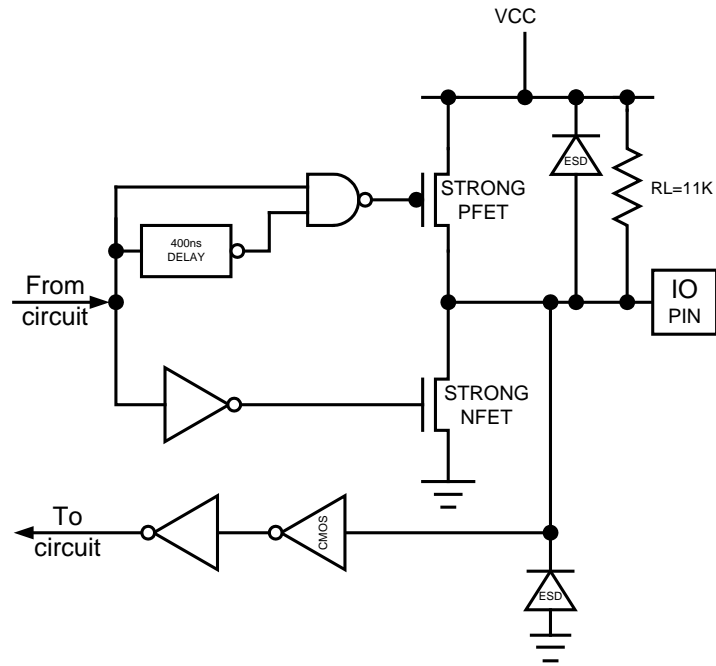 VCC
ESD
RL=11K
STRONG
PFET
400ns
DELAY
From
circuit
IO
PIN
STRONG
NFET
To
circuit
CMOS
ESD